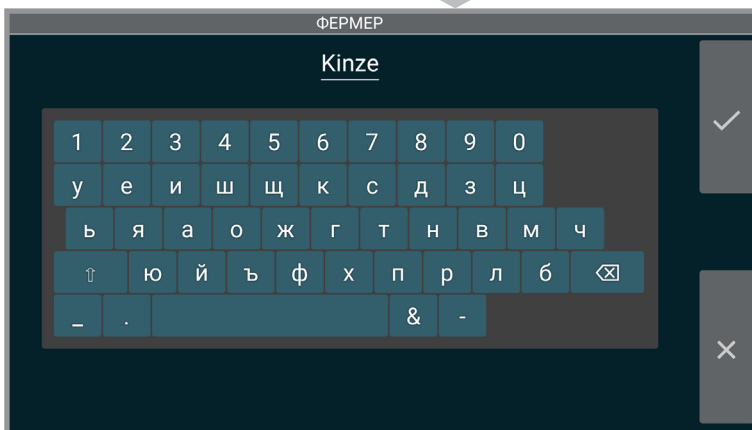 ФЕРМЕР
Kinze
1 2 3 4 5 6 7 8 9 0
у е и ш щ к с д з ц
ь я а о ж г т н в м ч
⇧ ю й ъ ф х п р л б ⌫
_ . & -